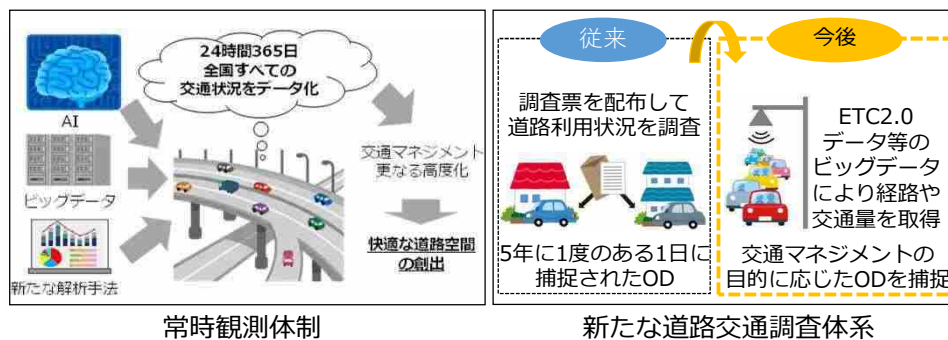 24時間365日
全国すべての
交通状況をデータ化
AI
ビッグデータ
新たな解析手法
交通マネジメント
更なる高度化
快適な道路空間
の創出
常時観測体制
従来
調査票を配布して
道路利用状況を調査
5年に1度のある1日に
捕捉されたOD
今後
ETC2.0
データ等の
ビッグデータ
により経路や
交通量を取得
交通マネジメントの
目的に応じたODを捕捉
新たな道路交通調査体系